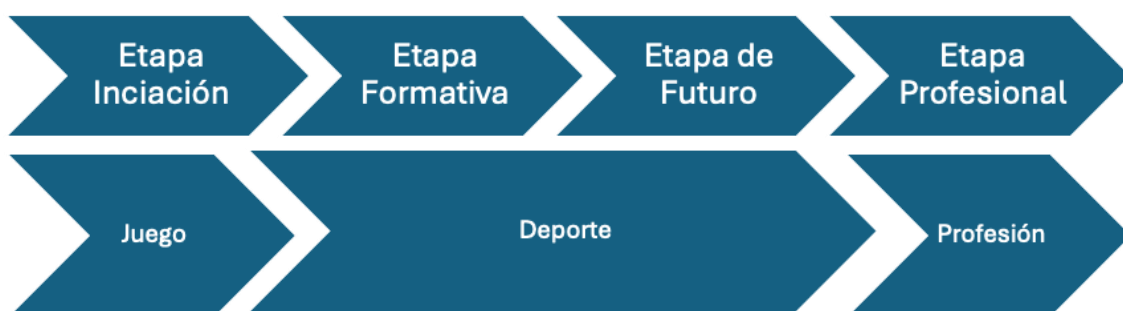 Etapa
Inciación
Etapa
Formativa
Etapa de
Futuro
Etapa
Profesional
Juego
Deporte
Profesión